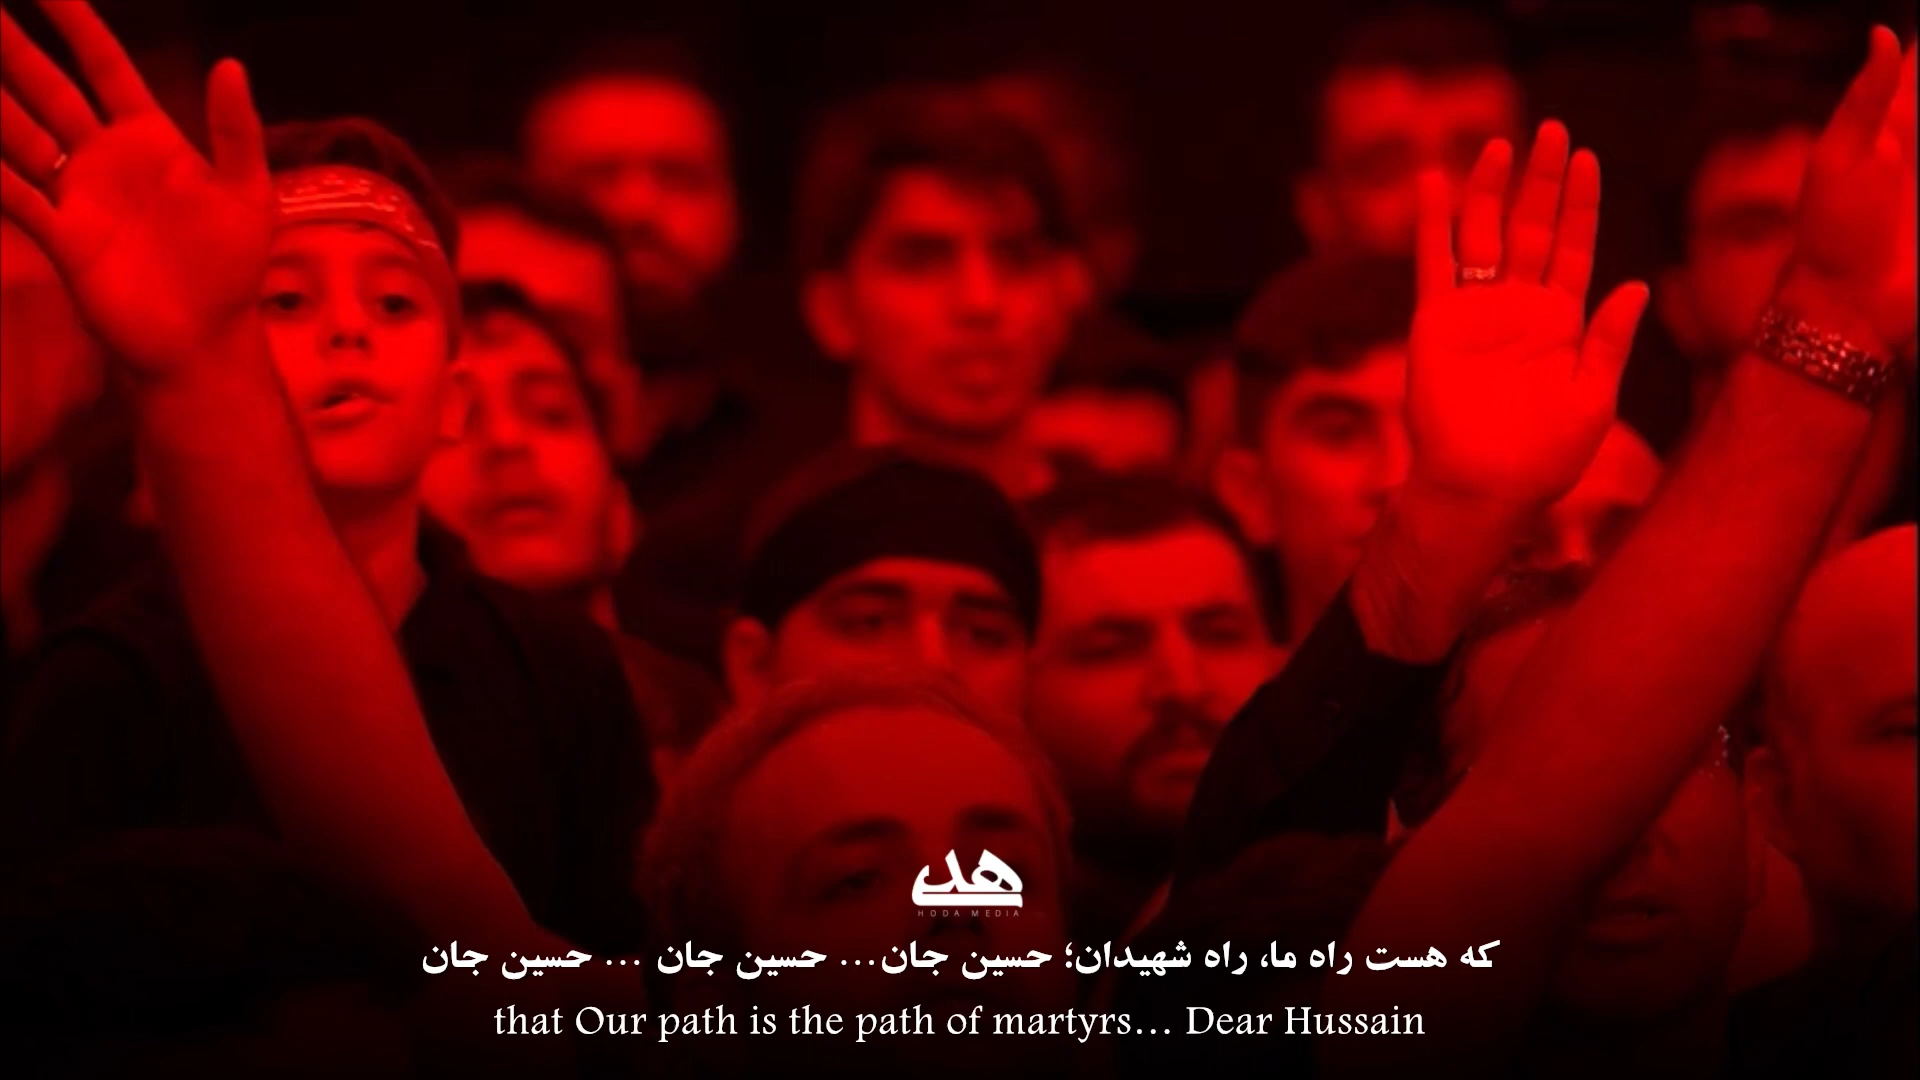 هدی
HODA MEDIA
که هست راه ما، راه شهیدان؛ حسین جان... حسین جان ... حسین جان
that Our path is the path of martyrs... Dear Hussain